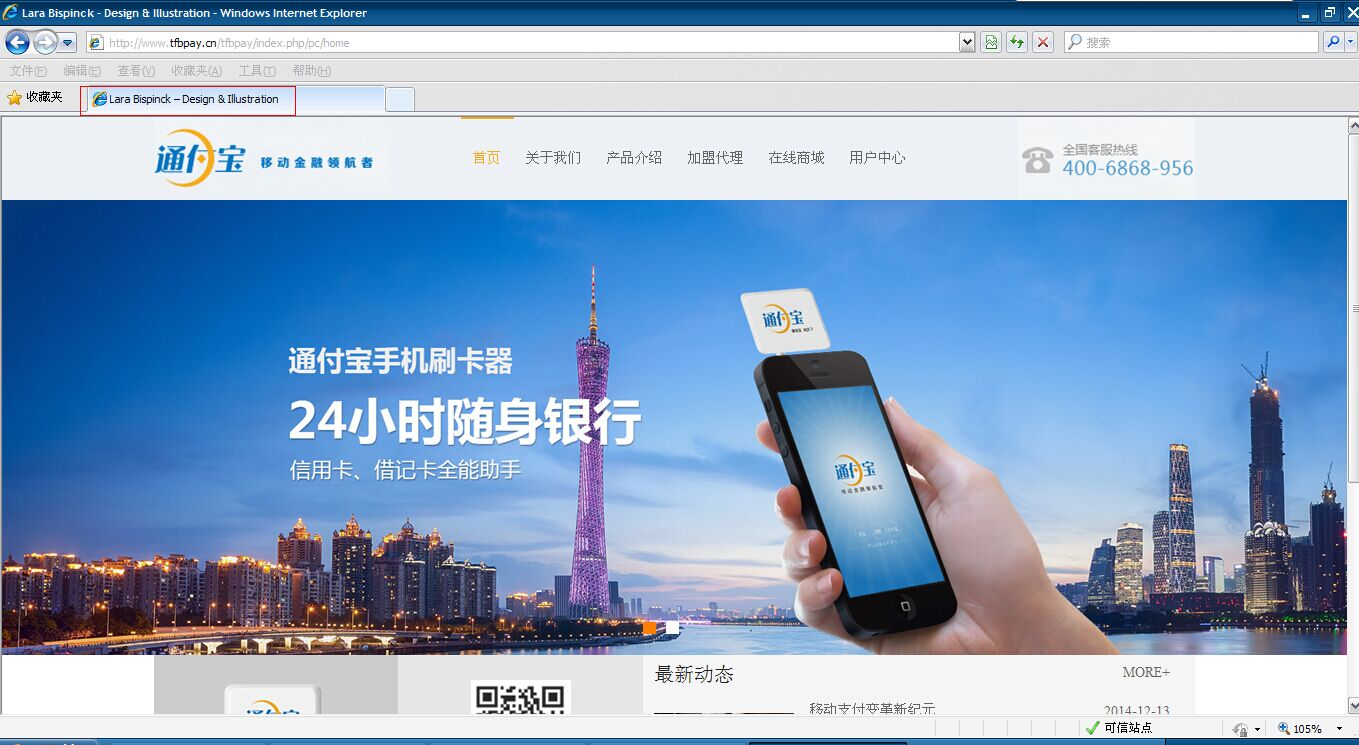 Lara Bispinck - Design & Illustration - Windows Internet Explorer
http://www.tfbpay.cn/tfbpay/index.php/pc/home
搜索
文件(F) 编辑(E) 查看(V) 收藏夹(A) 工具(T) 帮助(H)
收藏夹
Lara Bispinck – Design & Illustration
通付宝 移动金融领航者
首页 关于我们 产品介绍 加盟代理 在线商城 用户中心
全国客服热线
400-6868-956
通付宝
通付宝手机刷卡器
24小时随身银行
信用卡、借记卡全能助手
通付宝
移动金融领航者
最新动态 MORE+
移动支付变革新纪元 2014-12-13
可信站点
105%